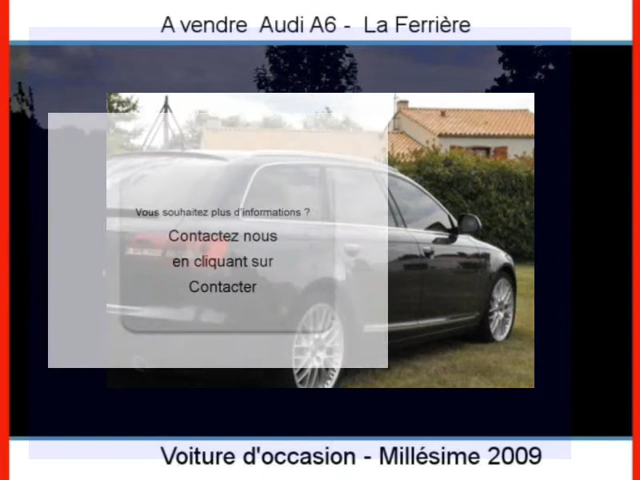 A vendre Audi A6 - La Ferrière
Vous souhaitez plus d'informations ?
Contactez nous
en cliquant sur
Contacter
Voiture d'occasion - Millésime 2009